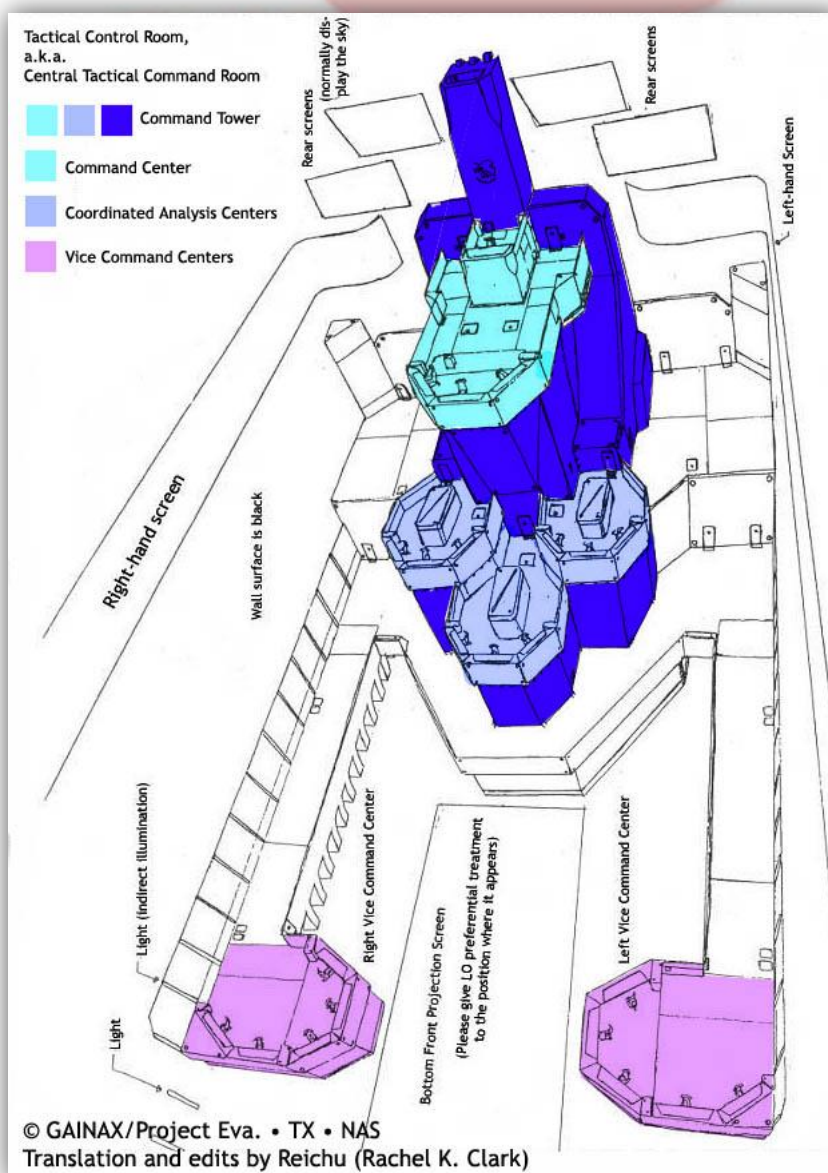 Tactical Control Room,
a.k.a.
Central Tactical Command Room
Command Tower
Command Center
Coordinated Analysis Centers
Vice Command Centers
Rear screens
(normally dis-
play the sky)
Rear screens
Left-hand Screen
Right-hand screen
Wall surface is black
Light (indirect illumination)
Light
Right Vice Command Center
Bottom Front Projection Screen
(Please give LO preferential treatment
to the position where it appears)
Left Vice Command Center
© GAINAX/Project Eva. • TX • NAS
Translation and edits by Reichu (Rachel K. Clark)